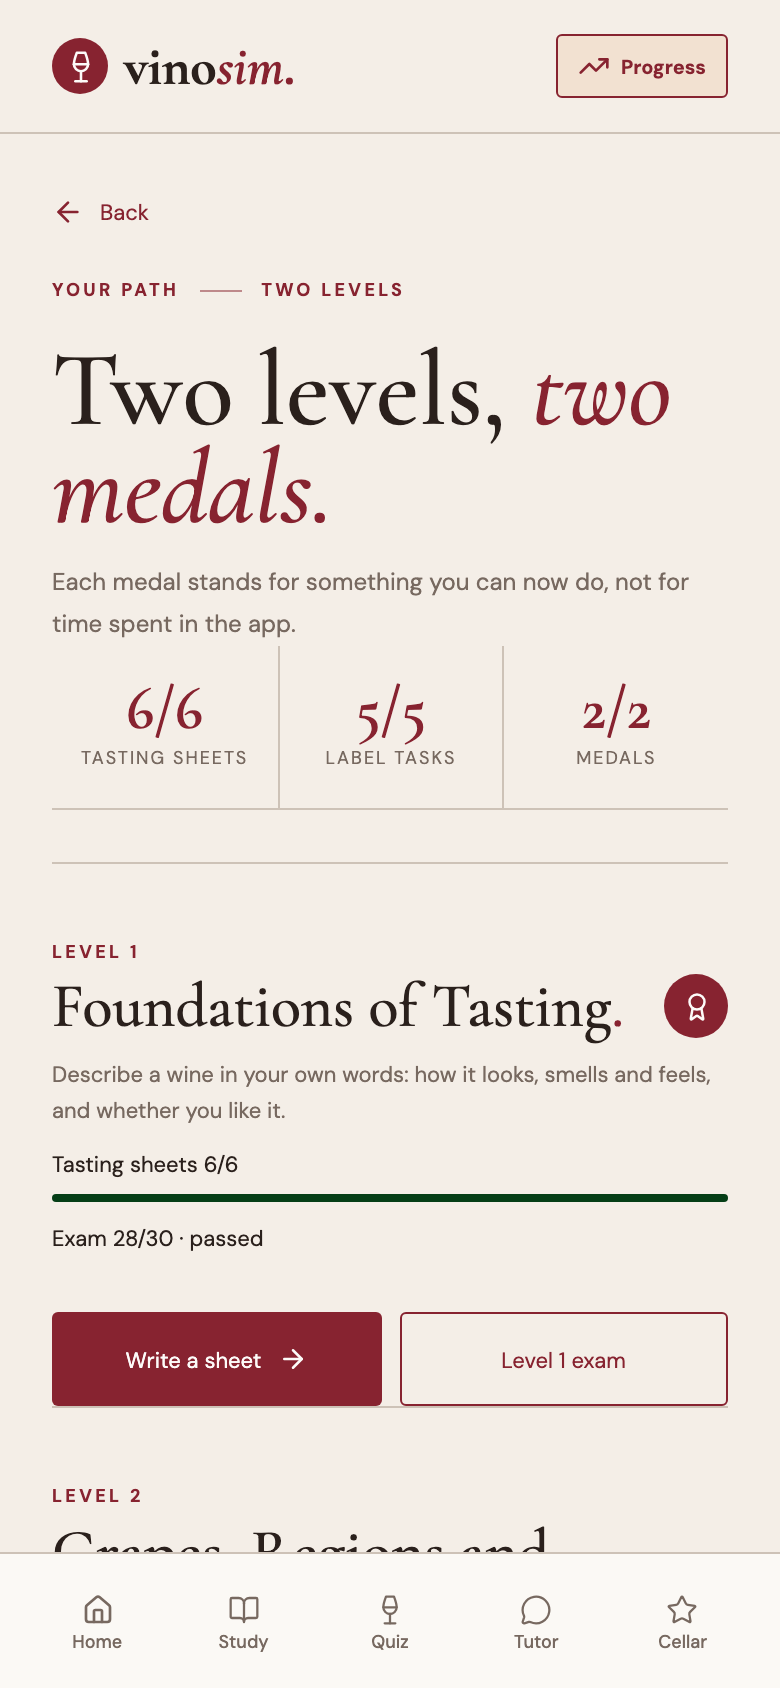 vinosim.
Progress
Back
YOUR PATH — TWO LEVELS
Two levels, two
medals.
Each medal stands for something you can now do, not for
time spent in the app.
6/6 5/5 2/2
TASTING SHEETS LABEL TASKS MEDALS
LEVEL 1
Foundations of Tasting.
Describe a wine in your own words: how it looks, smells and feels,
and whether you like it.
Tasting sheets 6/6
Exam 28/30 · passed
Write a sheet → Level 1 exam
LEVEL 2
Grapes, Regions and
Home Study Quiz Tutor Cellar